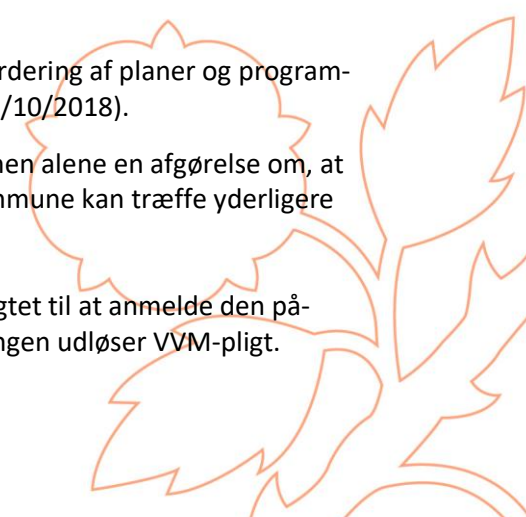 rdering af planer og program-
/10/2018).
nen alene en afgørelse om, at
nmune kan træffe yderligere
gtet til at anmelde den på-
ngen udløser VVM-pligt.